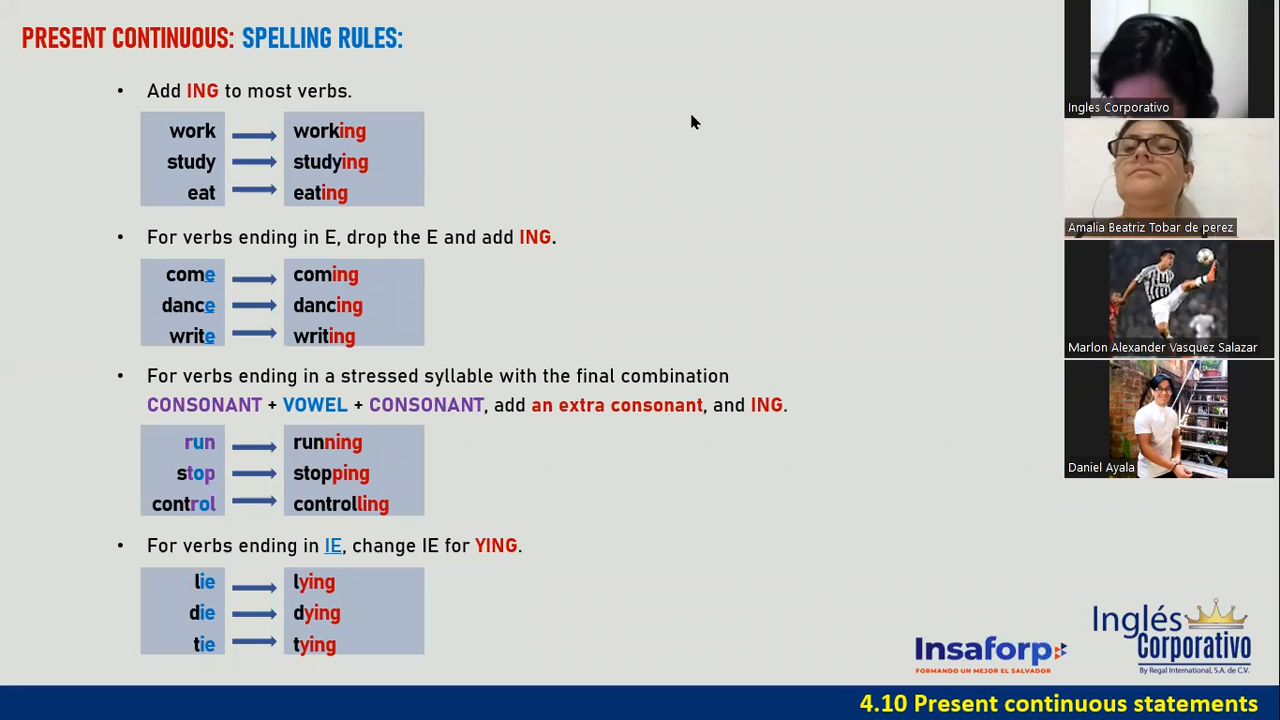 PRESENT CONTINUOUS: SPELLING RULES:
• Add ING to most verbs.
work working
study studying
eat eating
• For verbs ending in E, drop the E and add ING.
come coming
dance dancing
write writing
• For verbs ending in a stressed syllable with the final combination
CONSONANT + VOWEL + CONSONANT, add an extra consonant, and ING.
run running
stop stopping
control controlling
• For verbs ending in IE, change IE for YING.
lie lying
die dying
tie tying
Ingles Corporativo
Amalia Beatriz Tobar de perez
Marlon Alexander Vasquez Salazar
Daniel Ayala
Insaforp
FORMANDO UN MEJOR EL SALVADOR
Inglés
Corporativo
By Regal International, S.A. de C.V.
4.10 Present continuous statements